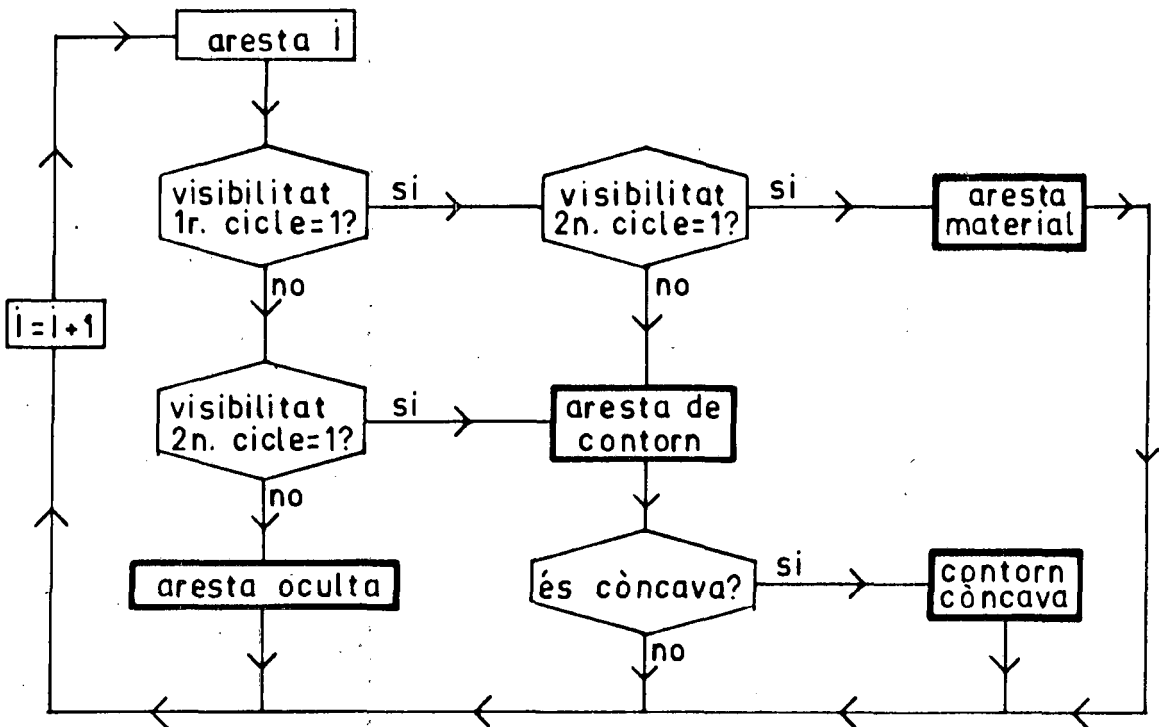 aresta i
visibilitat
1r. cicle=1?
si
visibilitat
2n. cicle=1?
si
aresta
material
no
no
i=i+1
visibilitat
2n. cicle=1?
si
aresta de
contorn
no
aresta oculta
és còncava?
si
contorn
còncava
no